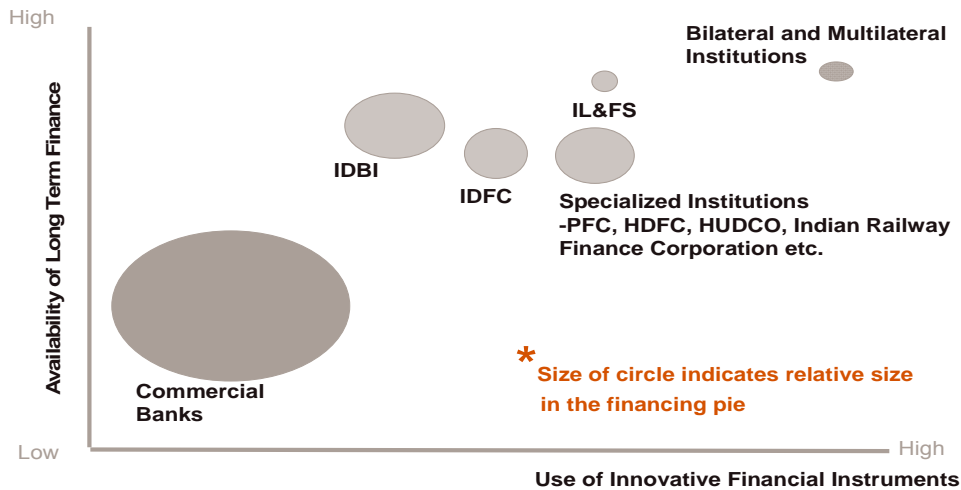 High
Bilateral and Multilateral
Institutions
Availability of Long Term Finance
IL&FS
IDBI
IDFC
Specialized Institutions
-PFC, HDFC, HUDCO, Indian Railway
Finance Corporation etc.
Commercial
Banks
* Size of circle indicates relative size
in the financing pie
Low
High
Use of Innovative Financial Instruments